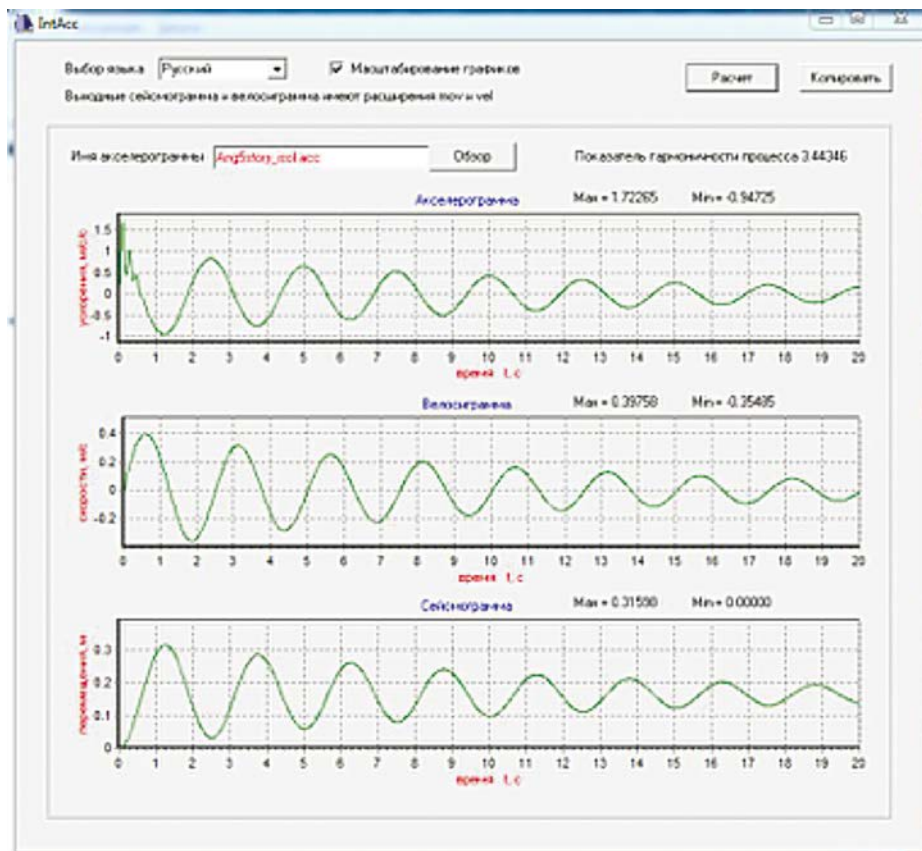 IntAcc
Выбор языка Русский Масштабирование графиков Расчет Копировать
Выходные сейсмограмма и велосиграмма имеют расширения mov и vel
Имя акселерограммы Обзор Показатель гармоничности процесса 3.44346
Акселерограмма Max = 1.72265 Min = -0.94725
ускорения,
1.5
1
0.5
0
-0.5
-1
0 1 2 3 4 5 6 7 8 9 10 11 12 13 14 15 16 17 18 19 20
время t, c
Велосиграмма Max = 0.39758 Min = -0.35485
скорости,
0.4
0.2
0
-0.2
0 1 2 3 4 5 6 7 8 9 10 11 12 13 14 15 16 17 18 19 20
время t, c
Сейсмограмма Max = 0.31598 Min = 0.00000
перемещения, м
0.3
0.2
0.1
0
0 1 2 3 4 5 6 7 8 9 10 11 12 13 14 15 16 17 18 19 20
время t, c